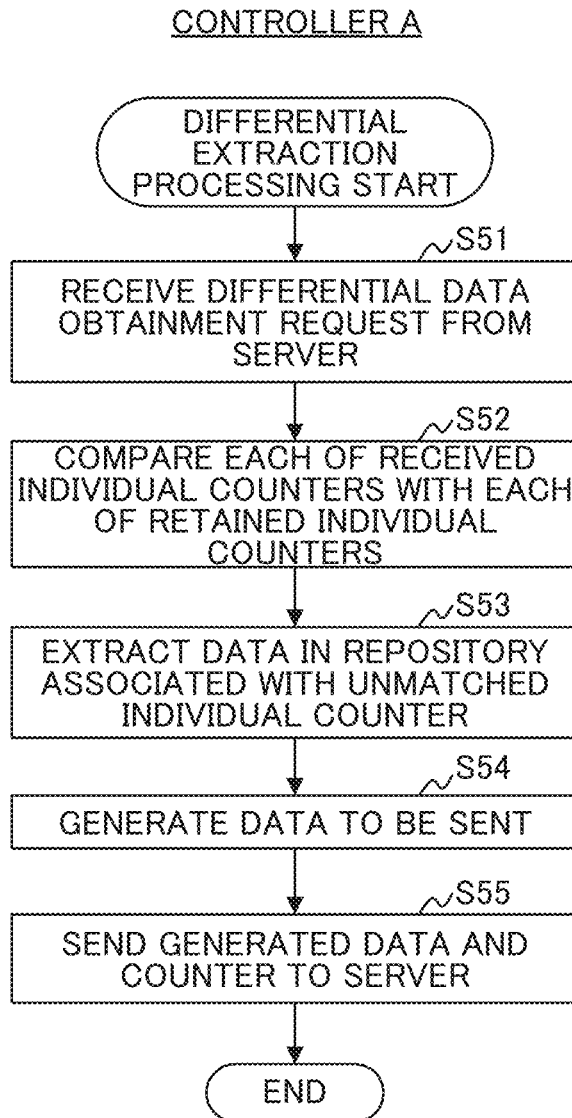 CONTROLLER A
DIFFERENTIAL
EXTRACTION
PROCESSING START
S51
RECEIVE DIFFERENTIAL DATA
OBTAINMENT REQUEST FROM
SERVER
S52
COMPARE EACH OF RECEIVED
INDIVIDUAL COUNTERS WITH EACH
OF RETAINED INDIVIDUAL
COUNTERS
S53
EXTRACT DATA IN REPOSITORY
ASSOCIATED WITH UNMATCHED
INDIVIDUAL COUNTER
S54
GENERATE DATA TO BE SENT
S55
SEND GENERATED DATA AND
COUNTER TO SERVER
END